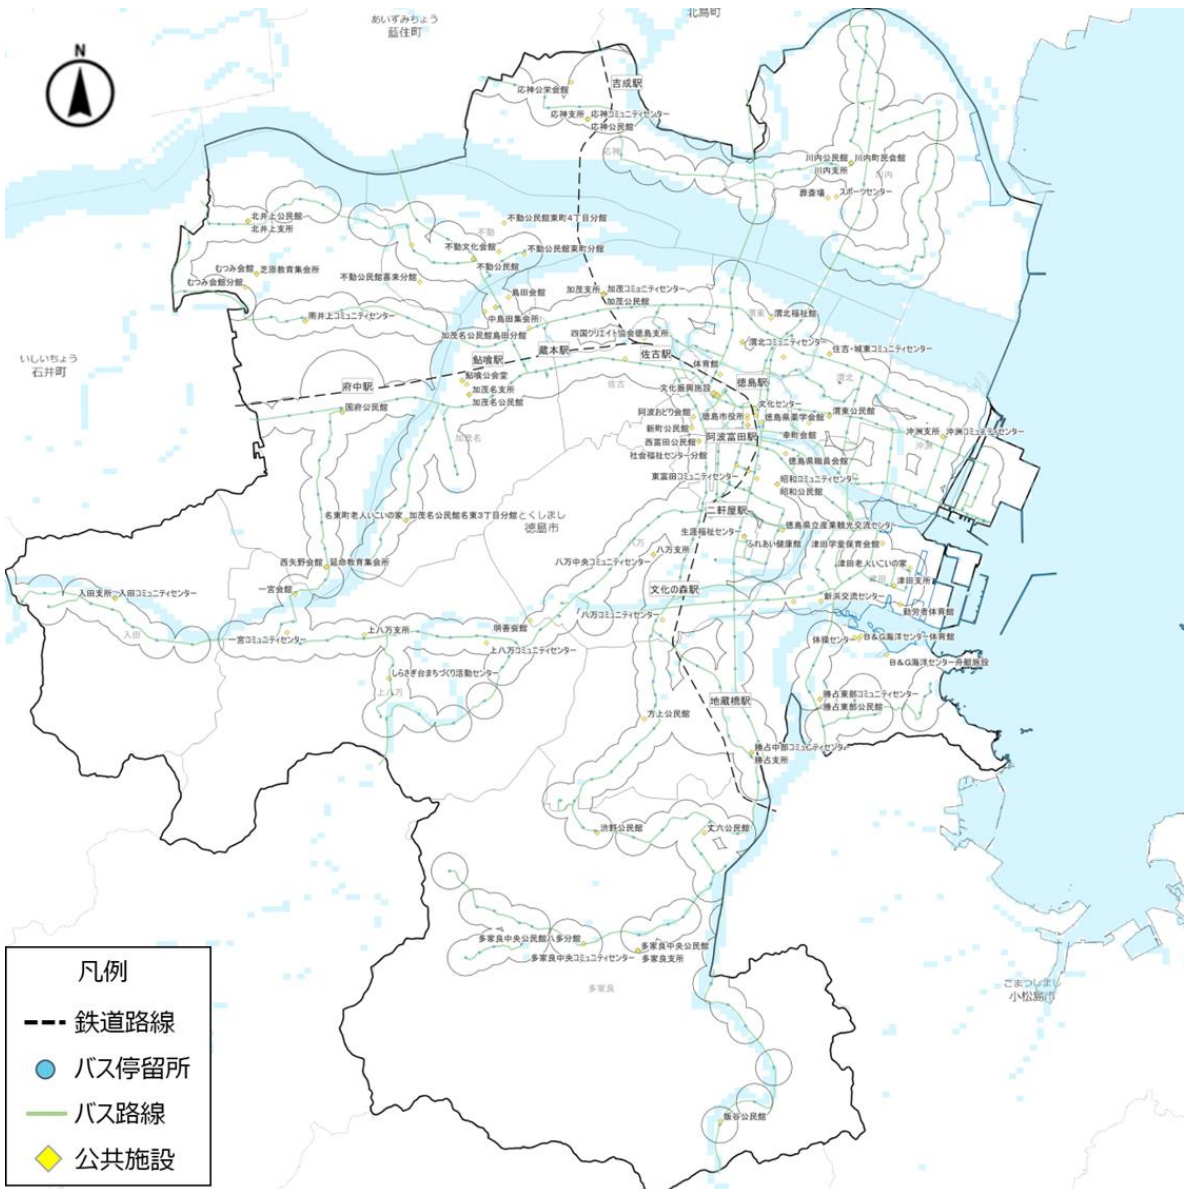 あいずみちょう
藍住町
北島町
N
吉成駅
応神公栄会館
応神支所
応神コミュニティセンター
応神公民館
応神
川内公民館
川内町民会館
川内支所
川内
葬斎場
スポーツセンター
北井上公民館
北井上支所
不動公民館東町4丁目分館
不動
不動文化会館
不動公民館東町分館
不動公民館
むつみ会館
芝原教育集会所
むつみ会館分館
不動公民館喜来分館
島田会館
加茂支所
加茂コミュニティセンター
加茂公民館
中島田集会所
南井上コミュニティセンター
加茂名公民館島田分館
四国クリエイト協会徳島支所
渭東
渭北福祉館
渭北コミュニティセンター
住吉・城東コミュニティセンター
いしいちょう
石井町
鮎喰駅
蔵本駅
佐古駅
体育館
渭北
府中駅
鮎喰公会堂
加茂名支所
加茂名公民館
佐古
文化振興施設
徳島駅
国府公民館
阿波おどり会館
徳島市役所
文化センター
徳島県薬学会館
渭東公民館
新町公民館
幸町会館
沖洲支所
沖洲コミュニティセンター
沖洲
加茂名
西富田公民館
阿波富田駅
社会福祉センター分館
徳島県職員会館
東富田コミュニティセンター
昭和コミュニティセンター
昭和公民館
名東町老人いこいの家
加茂名公民館名東3丁目分館
とくしまし
徳島市
二軒屋駅
生涯福祉センター
徳島県立産業観光交流センター
ふれあい健康館
津田学童保育会館
八万
八万支所
八万中央コミュニティセンター
西矢野会館
延命教育集会所
津田老人いこいの家
津田支所
一宮会館
文化の森駅
新浜交流センター
勤労者体育館
入田支所
入田コミュニティセンター
入田
一宮コミュニティセンター
上八万支所
明善会館
八万コミュニティセンター
上八万コミュニティセンター
体操センター
B&G海洋センター体育館
B&G海洋センター舟艇施設
しらさぎ台まちづくり活動センター
上八万
地蔵橋駅
方上公民館
勝占東部コミュニティセンター
勝占東部公民館
勝占中部コミュニティセンター
勝占支所
渋野公民館
丈六公民館
多家良中央公民館八多分館
多家良中央公民館
多家良中央コミュニティセンター
多家良支所
多家良
こまつしまし
小松島市
飯谷公民館
凡例
鉄道路線
バス停留所
バス路線
公共施設